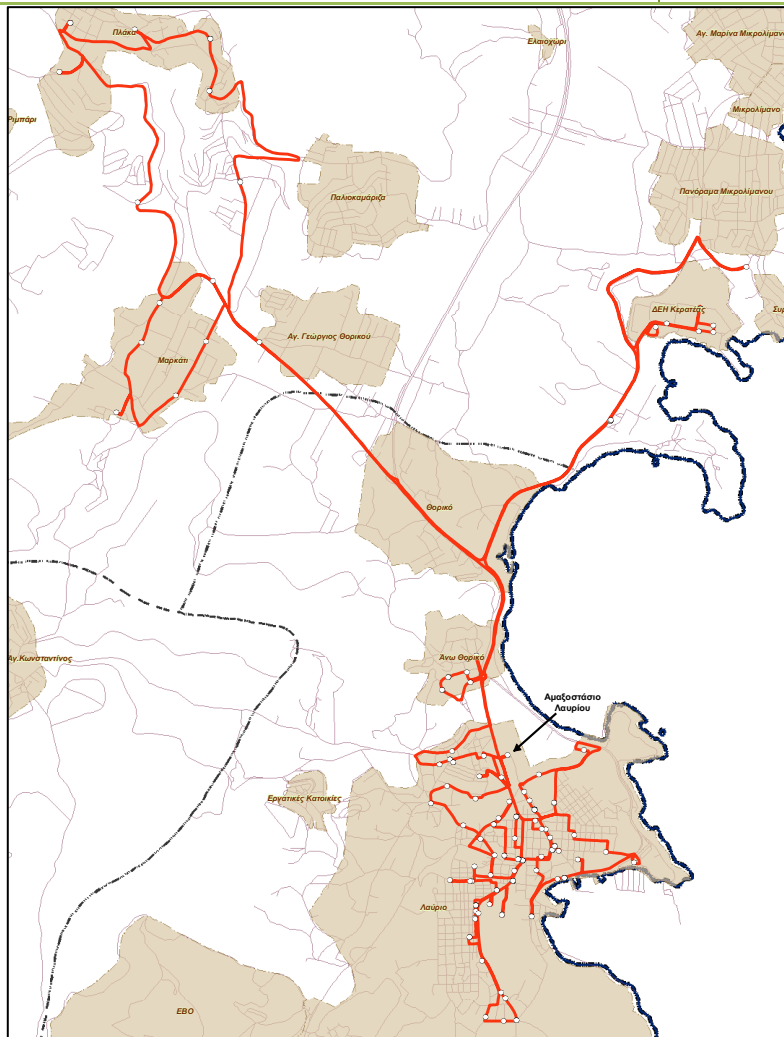 Πλάκα
Ελαιοχώρι
Αγ. Μαρίνα Μικρολίμανο
Μικρολίμανο
Ριμπάρι
Πανόραμα Μικρολίμανου
Παλιοκαμάριζα
ΔΕΗ Κερατέας
Συρ
Αγ. Γεώργιος Θορικού
Μαρκάτι
Θορικό
Αγ.Κωνσταντίνος
Άνω Θορικό
Αμαξοστάσιο
Λαυρίου
Εργατικές Κατοικίες
Λαύριο
ΕΒΟ